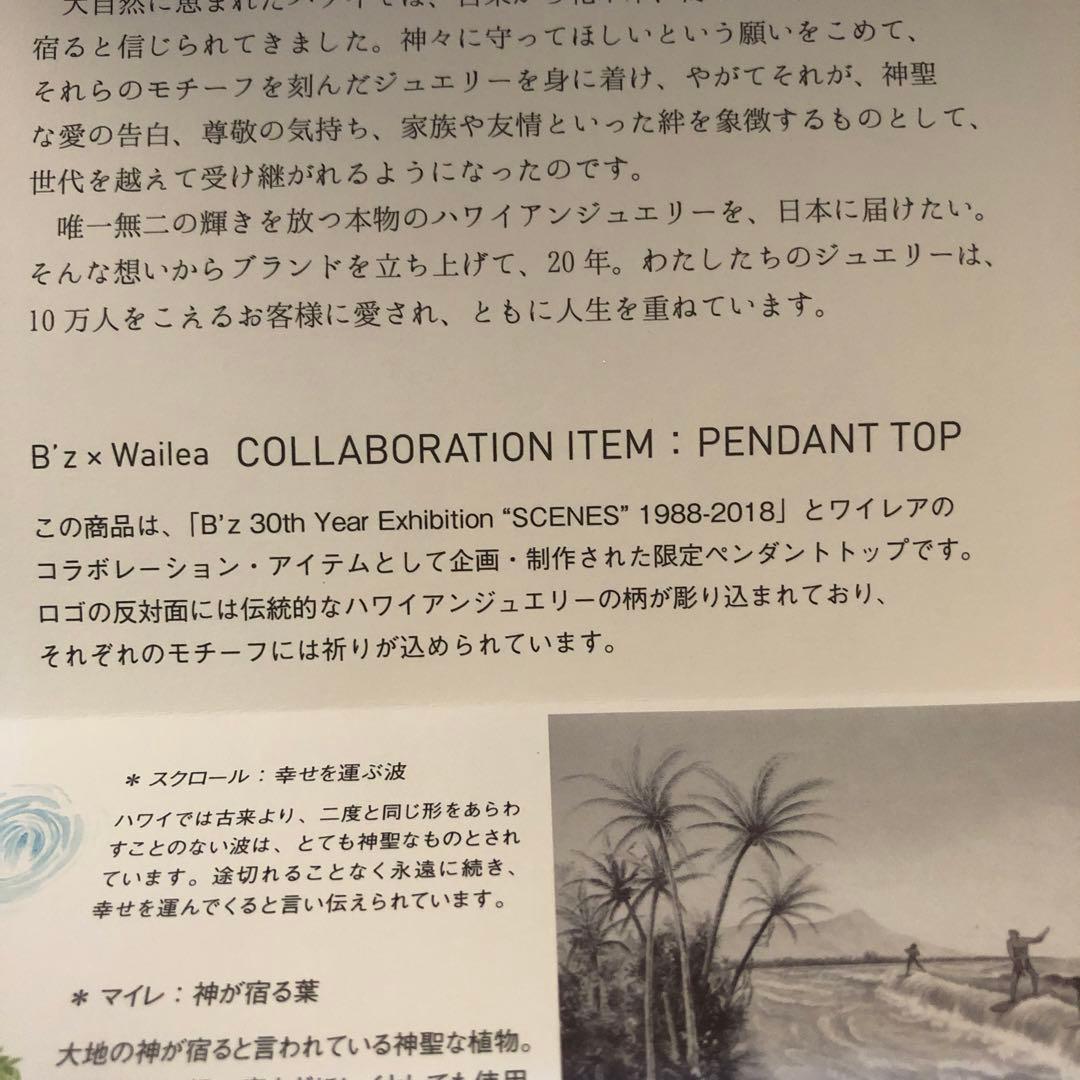 大自然に恵まれたハワイでは、古来から
宿ると信じられてきました。神々に守ってほしいという願いをこめて、
それらのモチーフを刻んだジュエリーを身に着け、やがてそれが、神聖
な愛の告白、尊敬の気持ち、家族や友情といった絆を象徴するものとして、
世代を越えて受け継がれるようになったのです。
唯一無二の輝きを放つ本物のハワイアンジュエリーを、日本に届けたい。
そんな想いからブランドを立ち上げて、20年。わたしたちのジュエリーは、
10万人をこえるお客様に愛され、ともに人生を重ねています。
B'z × Wailea COLLABORATION ITEM：PENDANT TOP
この商品は、「B'z 30th Year Exhibition “SCENES” 1988-2018」とワイレアの
コラボレーション・アイテムとして企画・制作された限定ペンダントトップです。
ロゴの反対面には伝統的なハワイアンジュエリーの柄が彫り込まれており、
それぞれのモチーフには祈りが込められています。
＊ スクロール：幸せを運ぶ波
ハワイでは古来より、二度と同じ形をあらわ
すことのない波は、とても神聖なものとされ
ています。途切れることなく永遠に続き、
幸せを運んでくると言い伝えられています。
＊ マイレ：神が宿る葉
大地の神が宿ると言われている神聖な植物。